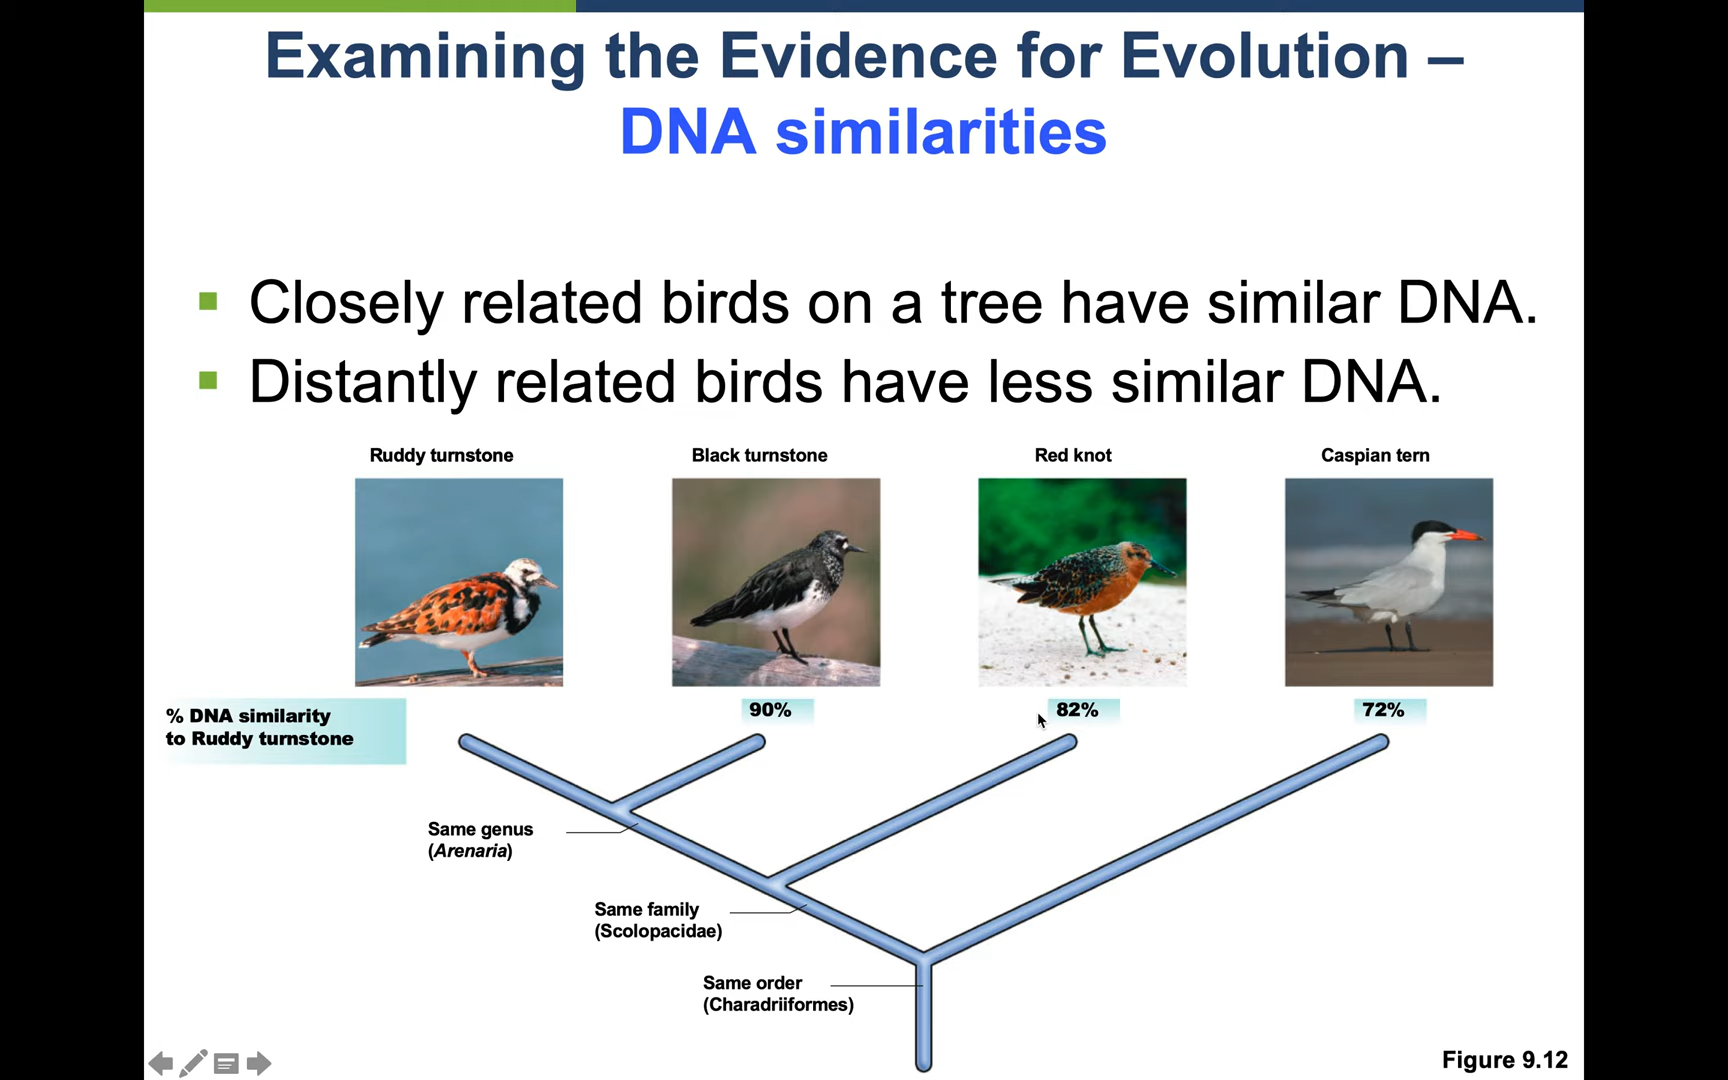 Examining the Evidence for Evolution –
DNA similarities
Closely related birds on a tree have similar DNA.
Distantly related birds have less similar DNA.
Ruddy turnstone
Black turnstone
Red knot
Caspian tern
% DNA similarity
to Ruddy turnstone
90%
82%
72%
Same genus
(Arenaria)
Same family
(Scolopacidae)
Same order
(Charadriiformes)
Figure 9.12